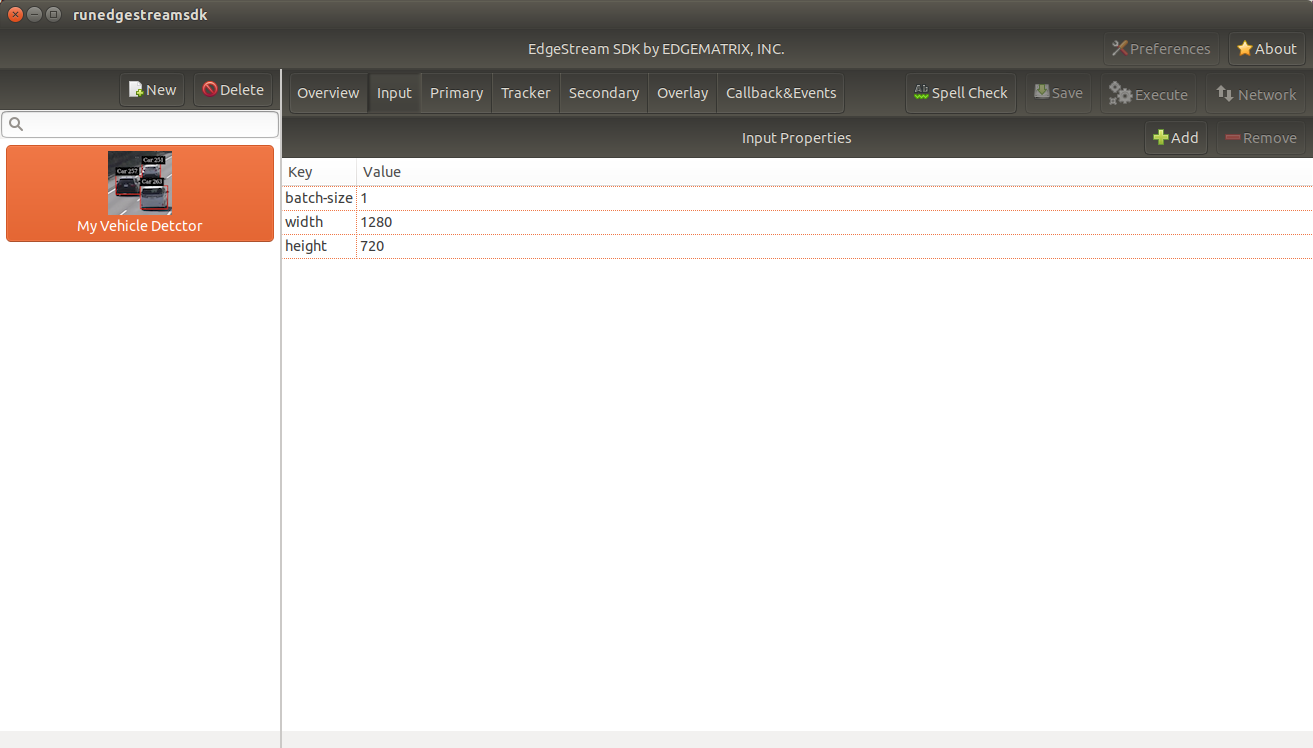 runedgestreamsdk
EdgeStream SDK by EDGEMATRIX, INC.
Preferences
About
New
Delete
Overview
Input
Primary
Tracker
Secondary
Overlay
Callback&Events
Spell Check
Save
Execute
Network
Input Properties
Add
Remove
Car 251
Car 257
Car 263
My Vehicle Detctor
Key Value
batch-size 1
width 1280
height 720